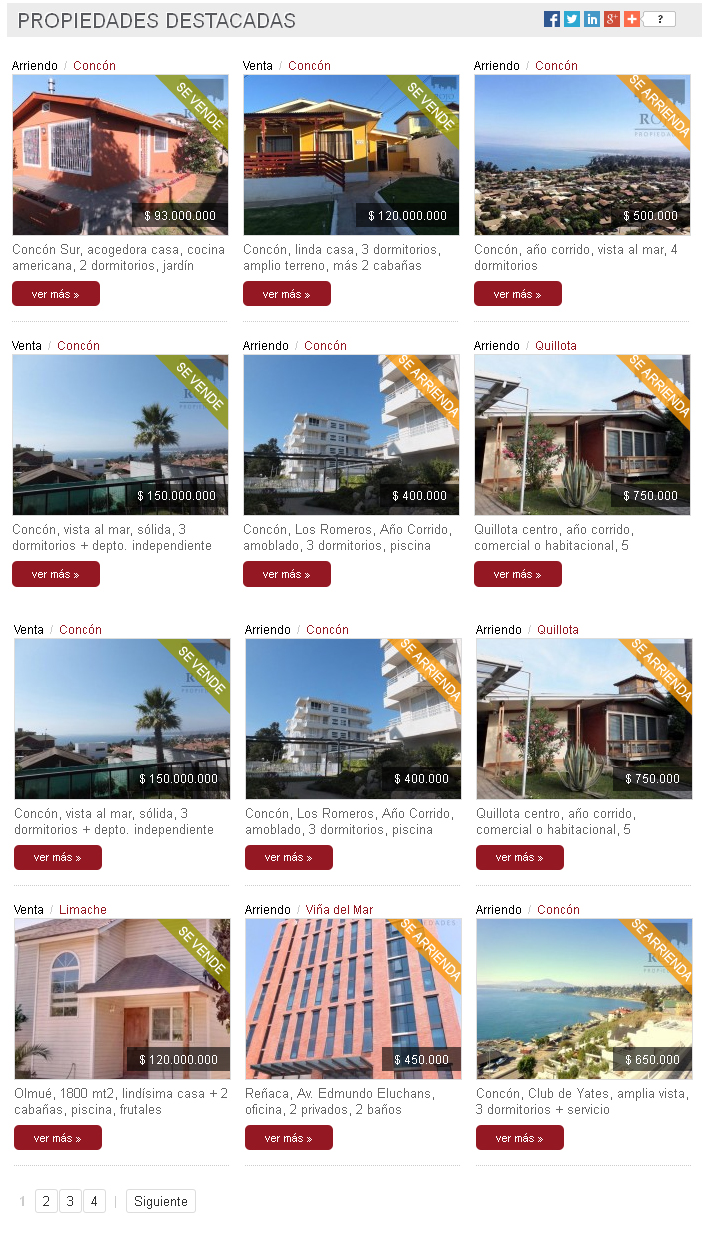 PROPIEDADES DESTACADAS
?
Arriendo / Concón
SE VENDE
$ 93.000.000
Concón Sur, acogedora casa, cocina
americana, 2 dormitorios, jardín
ver más »
Venta / Concón
SE VENDE
$ 120.000.000
Concón, linda casa, 3 dormitorios,
amplio terreno, más 2 cabañas
ver más »
Arriendo / Concón
SE ARRIENDA
$ 500.000
Concón, año corrido, vista al mar, 4
dormitorios
ver más »
Venta / Concón
SE VENDE
$ 150.000.000
Concón, vista al mar, sólida, 3
dormitorios + depto. independiente
ver más »
Arriendo / Concón
SE ARRIENDA
$ 400.000
Concón, Los Romeros, Año Corrido,
amoblado, 3 dormitorios, piscina
ver más »
Arriendo / Quillota
SE ARRIENDA
$ 750.000
Quillota centro, año corrido,
comercial o habitacional, 5
ver más »
Venta / Concón
SE VENDE
$ 150.000.000
Concón, vista al mar, sólida, 3
dormitorios + depto. independiente
ver más »
Arriendo / Concón
SE ARRIENDA
$ 400.000
Concón, Los Romeros, Año Corrido,
amoblado, 3 dormitorios, piscina
ver más »
Arriendo / Quillota
SE ARRIENDA
$ 750.000
Quillota centro, año corrido,
comercial o habitacional, 5
ver más »
Venta / Limache
SE VENDE
$ 120.000.000
Olmué, 1800 mt2, lindísima casa + 2
cabañas, piscina, frutales
ver más »
Arriendo / Viña del Mar
SE ARRIENDA
$ 450.000
Reñaca, Av. Edmundo Eluchans,
oficina, 2 privados, 2 baños
ver más »
Arriendo / Concón
SE ARRIENDA
$ 650.000
Concón, Club de Yates, amplia vista,
3 dormitorios + servicio
ver más »
1 2 3 4 | Siguiente